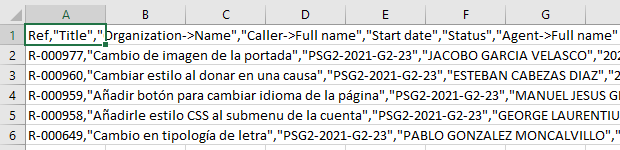 A B C D E F G
1 Ref,"Title","Organization->Name","Caller->Full name","Start date","Status","Agent->Full name"
2 R-000977,"Cambio de imagen de la portada","PSG2-2021-G2-23","JACOBO GARCIA VELASCO","202
3 R-000960,"Cambiar estilo al donar en una causa","PSG2-2021-G2-23","ESTEBAN CABEZAS DIAZ","2
4 R-000959,"Añadir botón para cambiar idioma de la página","PSG2-2021-G2-23","MANUEL JESUS G
5 R-000958,"Añadirle estilo CSS al submenu de la cuenta","PSG2-2021-G2-23","GEORGE LAURENTIU
6 R-000649,"Cambio en tipología de letra","PSG2-2021-G2-23","PABLO GONZALEZ MONCALVILLO",